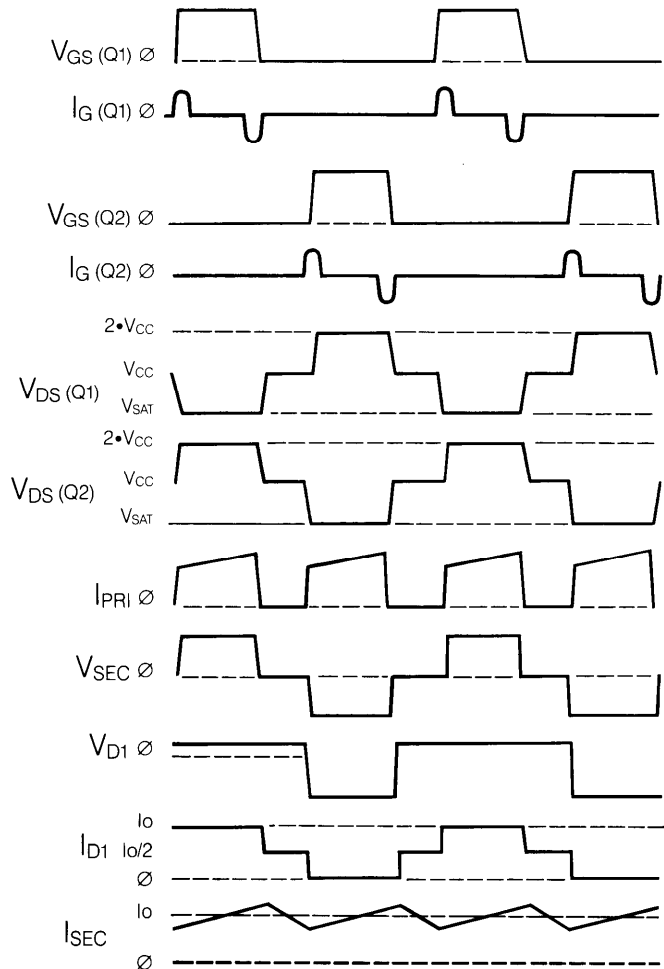 VGS (Q1) Ø
IG (Q1) Ø
VGS (Q2) Ø
IG (Q2) Ø
2•VCC
VCC
VDS (Q1)
VSAT
2•VCC
VCC
VDS (Q2)
VSAT
IPRI Ø
VSEC Ø
VD1 Ø
Io
ID1 Io/2
Ø
Io
ISEC
Ø